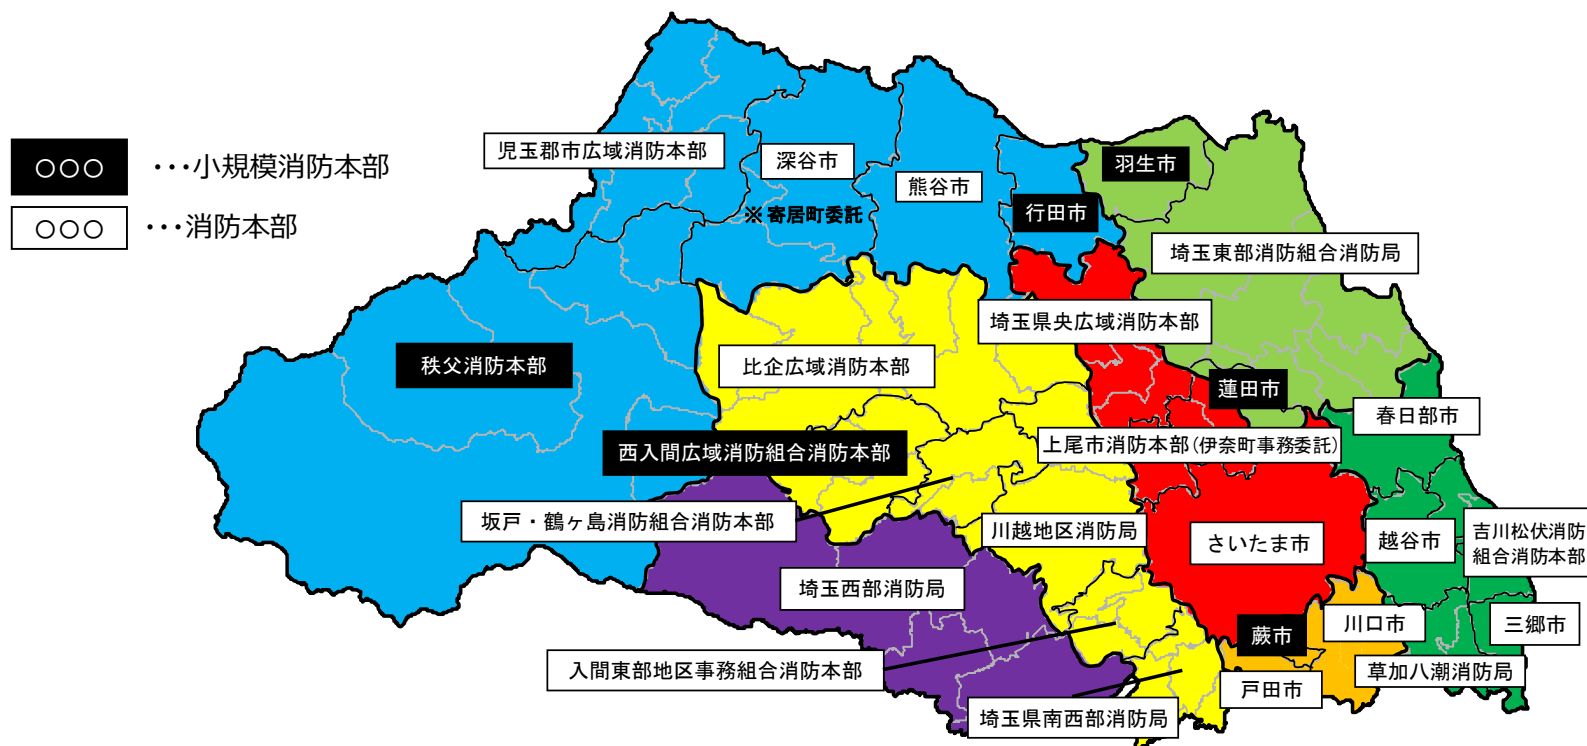 ○○○ ･･･小規模消防本部
○○○ ･･･消防本部
児玉郡市広域消防本部
深谷市
※寄居町委託
熊谷市
行田市
羽生市
埼玉東部消防組合消防局
埼玉県央広域消防本部
秩父消防本部
比企広域消防本部
蓮田市
春日部市
西入間広域消防組合消防本部
上尾市消防本部(伊奈町事務委託)
坂戸・鶴ヶ島消防組合消防本部
川越地区消防局
さいたま市
越谷市
吉川松伏消防
組合消防本部
埼玉西部消防局
蕨市
川口市
三郷市
入間東部地区事務組合消防本部
草加八潮消防局
戸田市
埼玉県南西部消防局